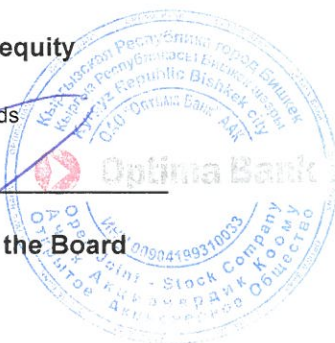 equity
ds
Кыргызская Республика город Бишкек
Кыргыз Республикасы Бишкек шаары
Kyrgyz Republic Bishkek city
ОАО "Оптима Банк" ААК
Optima Bank
the Board
ИНН 00904199310033
Open Joint - Stock Company
Ачык Акционердик Коому
Открытое Акционерное Общество